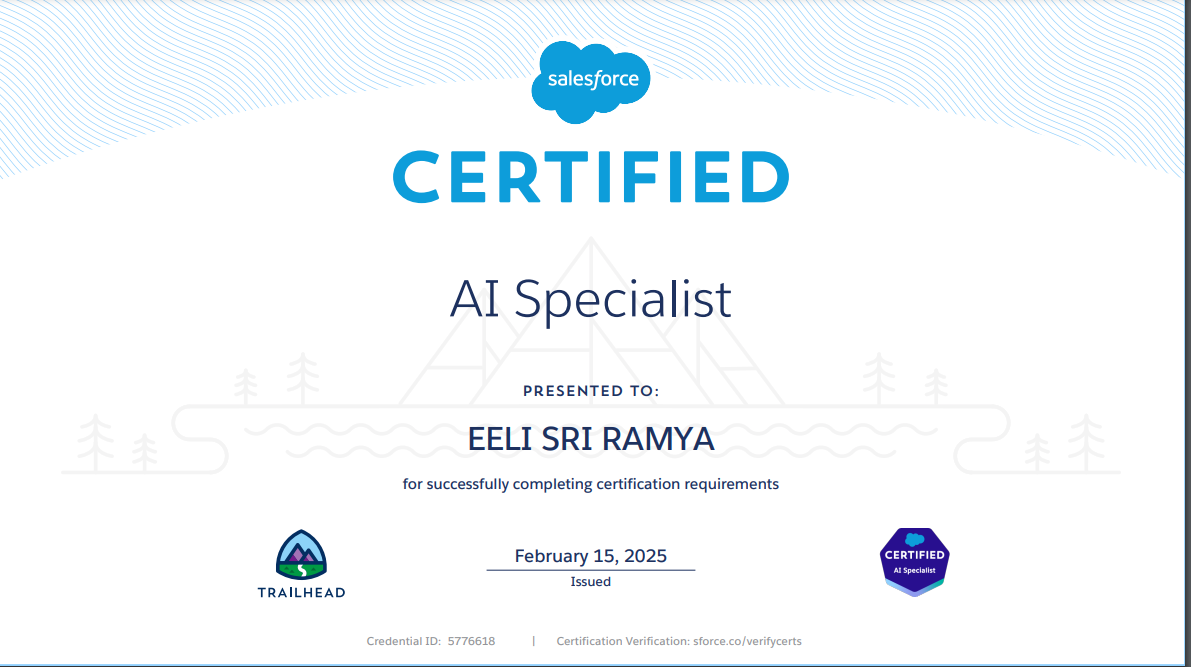 salesforce
CERTIFIED
AI Specialist
PRESENTED TO:
EELI SRI RAMYA
for successfully completing certification requirements
February 15, 2025
Issued
TRAILHEAD
CERTIFIED
AI Specialist
Credential ID: 5776618 | Certification Verification: sforce.co/verifycerts